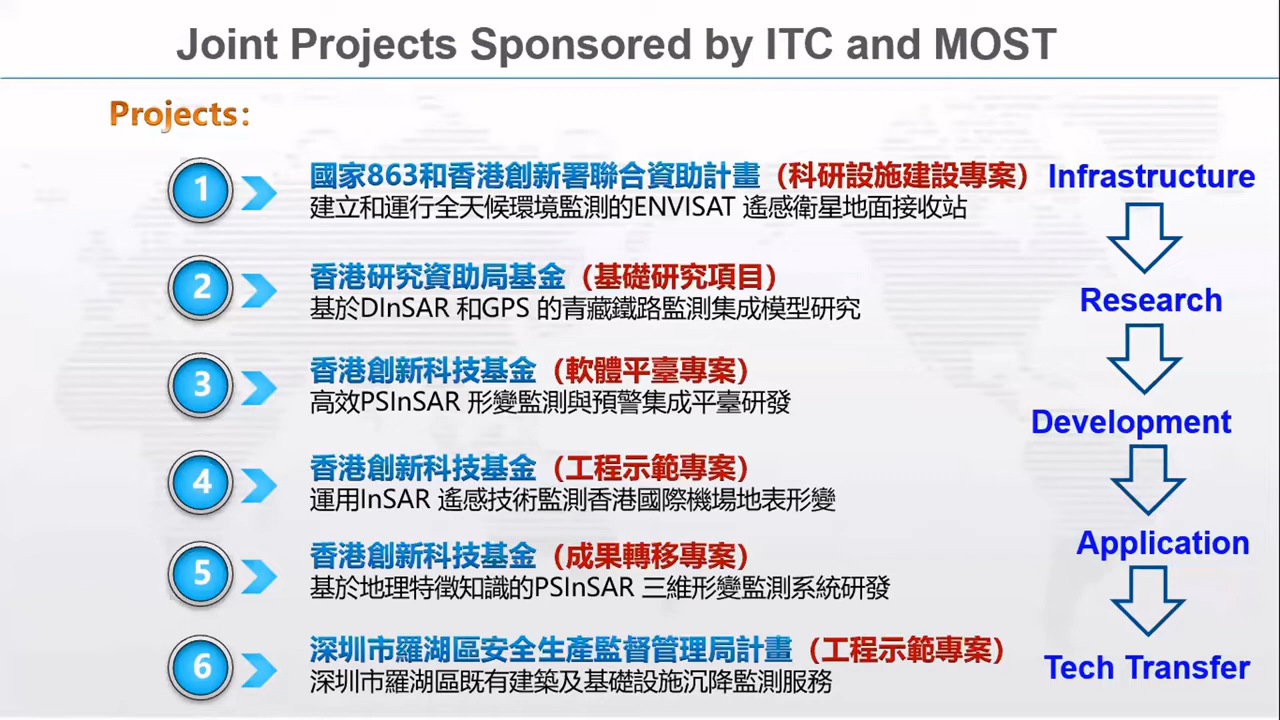 Joint Projects Sponsored by ITC and MOST
Projects:
1
國家863和香港創新署聯合資助計畫（科研設施建設專案）
建立和運行全天候環境監測的ENVISAT 遙感衛星地面接收站
2
香港研究資助局基金（基礎研究項目）
基於DInSAR 和GPS 的青藏鐵路監測集成模型研究
3
香港創新科技基金（軟體平臺專案）
高效PSInSAR 形變監測與預警集成平臺研發
4
香港創新科技基金（工程示範專案）
運用InSAR 遙感技術監測香港國際機場地表形變
5
香港創新科技基金（成果轉移專案）
基於地理特徵知識的PSInSAR 三維形變監測系統研發
6
深圳市羅湖區安全生產監督管理局計畫（工程示範專案）
深圳市羅湖區既有建築及基礎設施沉降監測服務
Infrastructure
Research
Development
Application
Tech Transfer